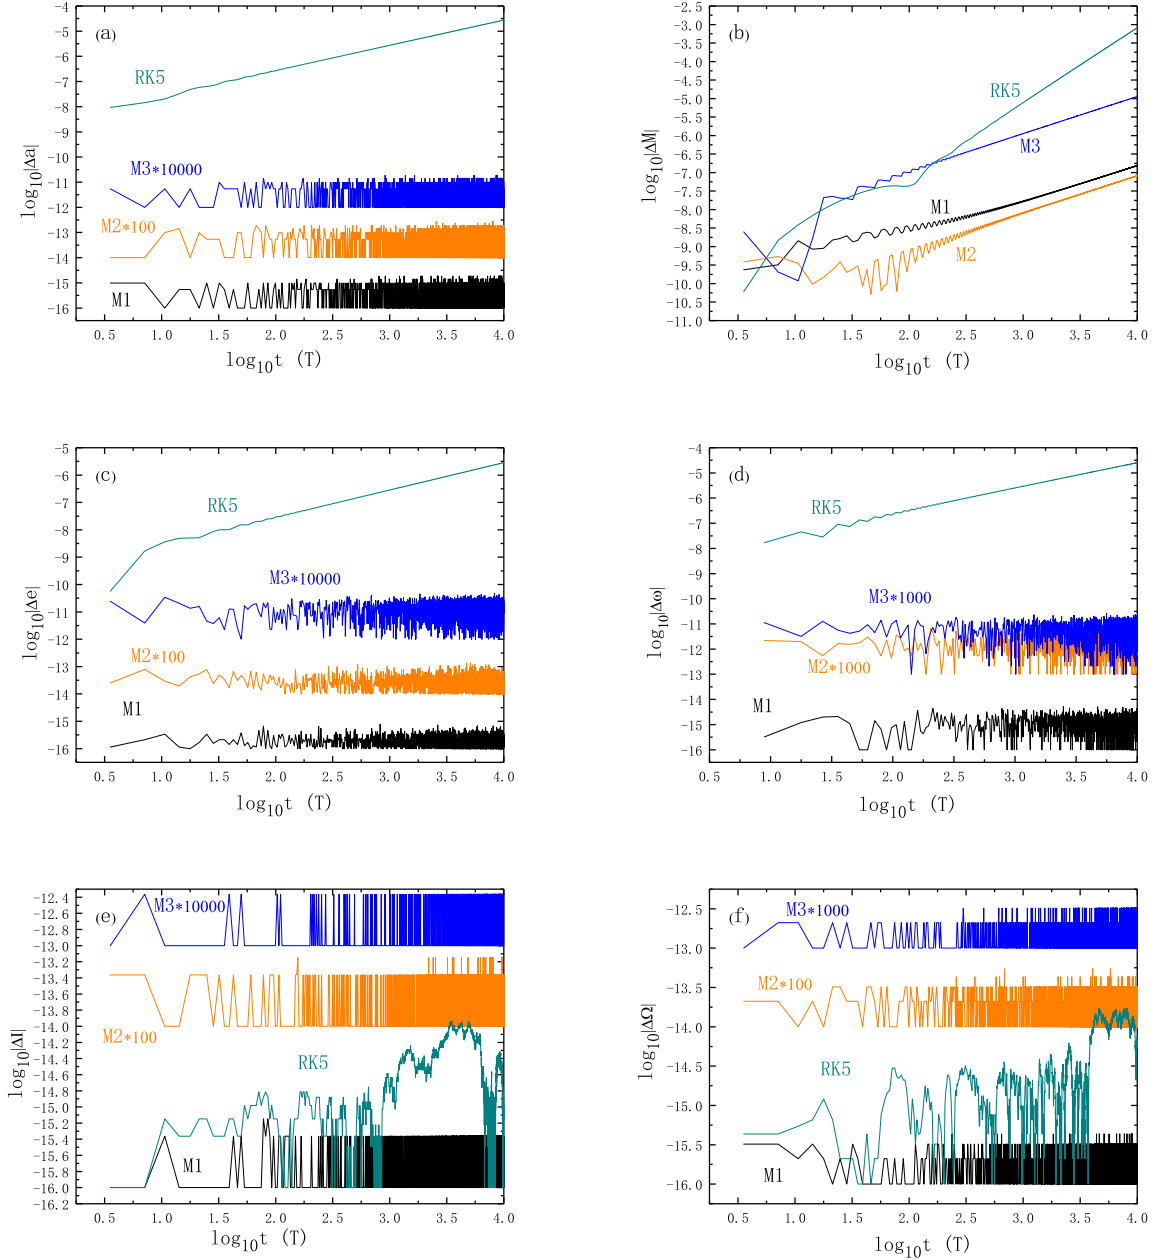 (a)
log10|Δa|
-4
-5
-6
-7
-8
-9
-10
-11
-12
-13
-14
-15
-16
RK5
M3*10000
M2*100
M1
0.5 1.0 1.5 2.0 2.5 3.0 3.5 4.0
log10t (T)
(b)
log10|ΔM|
-2.5
-3.0
-3.5
-4.0
-4.5
-5.0
-5.5
-6.0
-6.5
-7.0
-7.5
-8.0
-8.5
-9.0
-9.5
-10.0
-10.5
-11.0
RK5
M3
M1
M2
0.5 1.0 1.5 2.0 2.5 3.0 3.5 4.0
log10t (T)
(c)
log10|Δe|
-5
-6
-7
-8
-9
-10
-11
-12
-13
-14
-15
-16
RK5
M3*10000
M2*100
M1
0.5 1.0 1.5 2.0 2.5 3.0 3.5 4.0
log10t (T)
(d)
log10|Δω|
-4
-5
-6
-7
-8
-9
-10
-11
-12
-13
-14
-15
-16
RK5
M3*1000
M2*1000
M1
0.5 1.0 1.5 2.0 2.5 3.0 3.5 4.0
log10t (T)
(e)
log10|ΔI|
-12.4
-12.6
-12.8
-13.0
-13.2
-13.4
-13.6
-13.8
-14.0
-14.2
-14.4
-14.6
-14.8
-15.0
-15.2
-15.4
-15.6
-15.8
-16.0
-16.2
M3*10000
M2*100
RK5
M1
0.5 1.0 1.5 2.0 2.5 3.0 3.5 4.0
log10t (T)
(f)
log10|ΔΩ|
-12.5
-13.0
-13.5
-14.0
-14.5
-15.0
-15.5
-16.0
M3*1000
M2*100
RK5
M1
0.5 1.0 1.5 2.0 2.5 3.0 3.5 4.0
log10t (T)